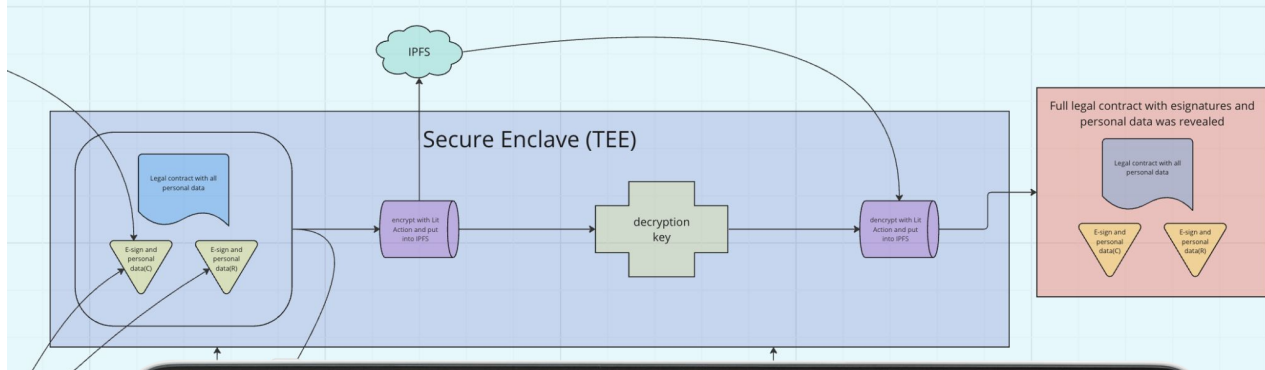 IPFS
Secure Enclave (TEE)
Legal contract with all
personal data
E-sign and
personal
data(C)
E-sign and
personal
data(R)
encrypt with Lit
Action and put
into IPFS
decryption
key
dencrypt with Lit
Action and put
into IPFS
Full legal contract with esignatures and
personal data was revealed
Legal contract with all
personal data
E-sign and
personal
data(C)
E-sign and
personal
data(R)